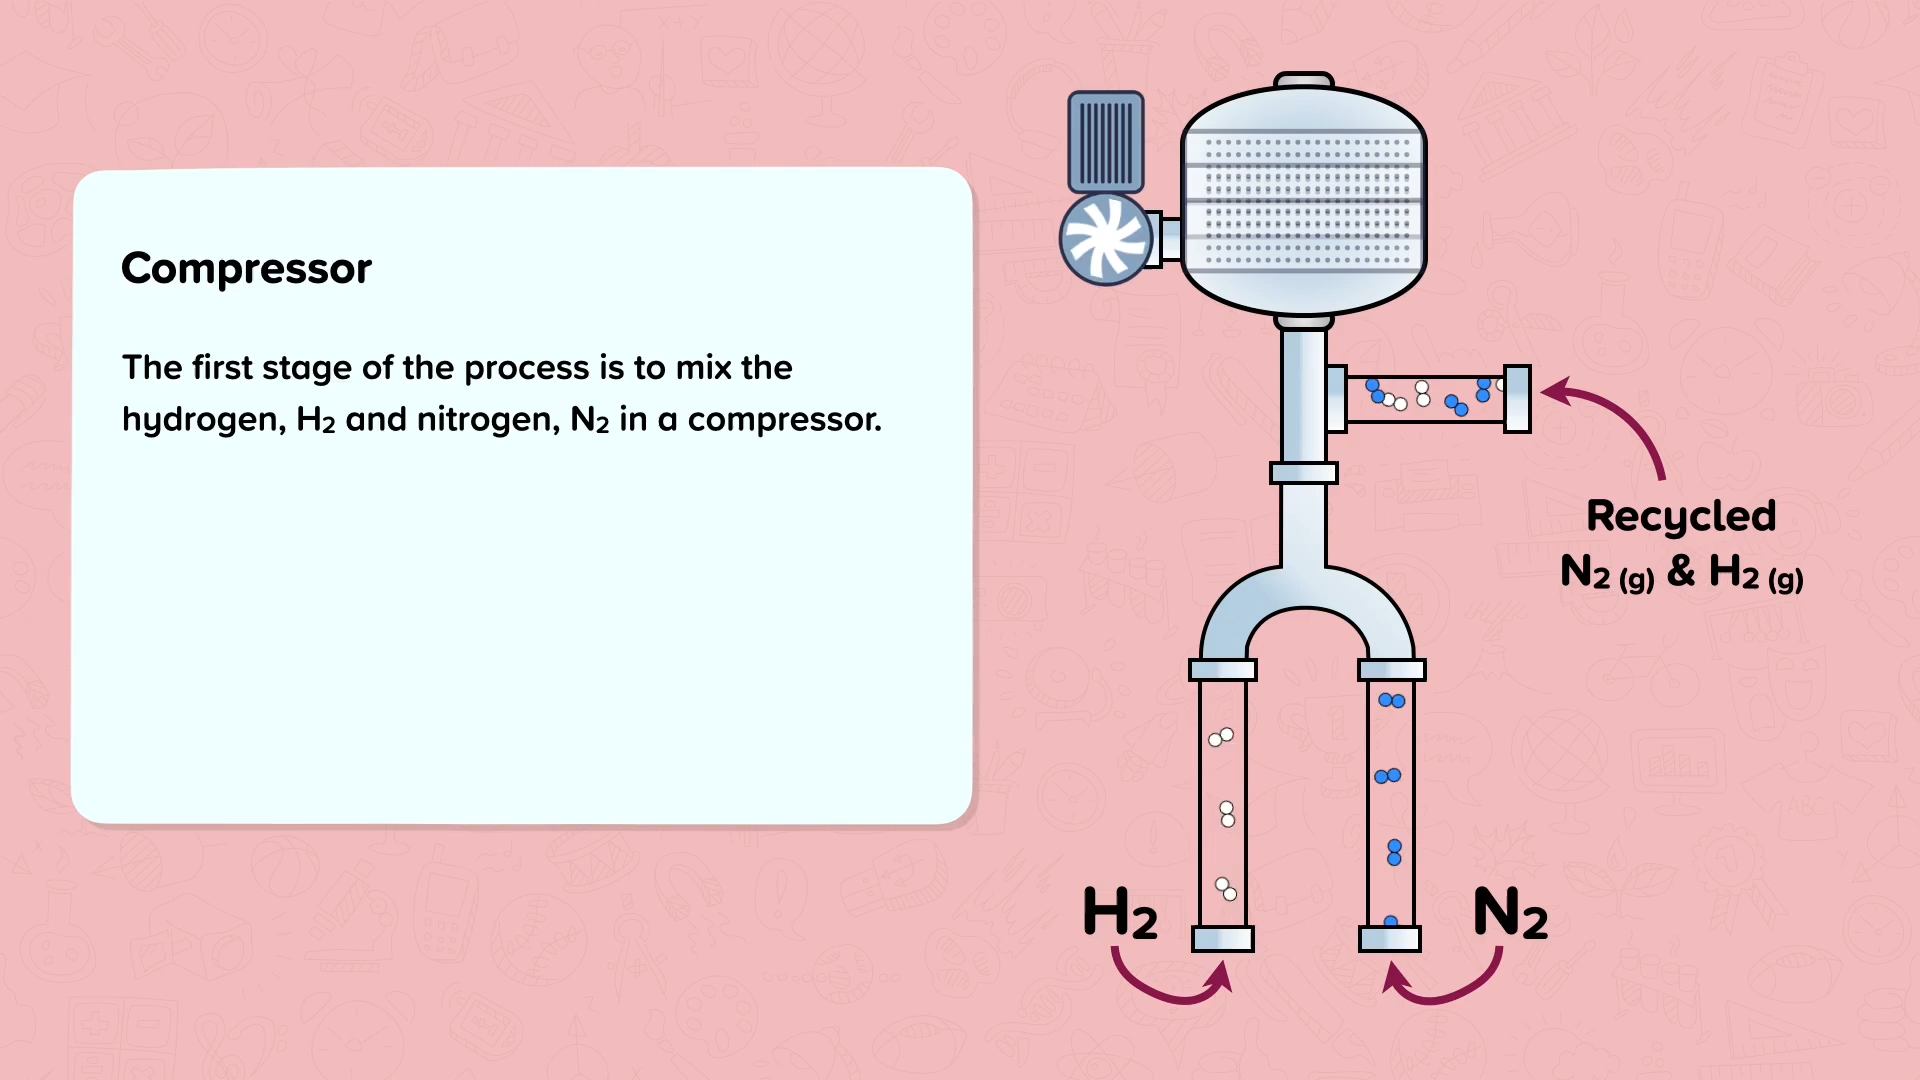 Compressor
The first stage of the process is to mix the
hydrogen, H₂ and nitrogen, N₂ in a compressor.
Recycled
N₂ (g) & H₂ (g)
H₂
N₂